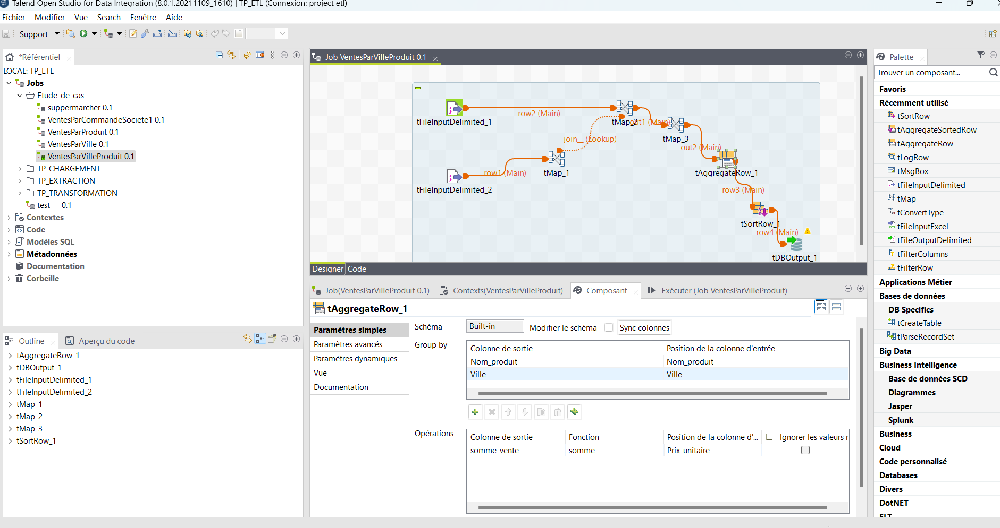 Talend Open Studio for Data Integration (8.0.1.20211109_1610) | TP_ETL (Connexion: project etl)
Fichier Modifier Vue Search Fenêtre Aide
Support
*Référentiel
LOCAL: TP_ETL
Jobs
Etude_de_cas
suppermarcher 0.1
VentesParCommandeSociete1 0.1
VentesParProduit 0.1
VentesParVille 0.1
VentesParVilleProduit 0.1
TP_CHARGEMENT
TP_EXTRACTION
TP_TRANSFORMATION
test___ 0.1
Contextes
Code
Modèles SQL
Métadonnées
Documentation
Corbeille
Outline Aperçu du code
tAggregateRow_1
tDBOutput_1
tFileInputDelimited_1
tFileInputDelimited_2
tMap_1
tMap_2
tMap_3
tSortRow_1
Job VentesParVilleProduit 0.1
row2 (Main)
tFileInputDelimited_1
tMap_2
out1 (Main)
join__ (Lookup)
tMap_3
out2 (Main)
row1 (Main)
tMap_1
tAggregateRow_1
tFileInputDelimited_2
row3 (Main)
tSortRow_1
row4 (Main)
tDBOutput_1
Designer Code
Job(VentesParVilleProduit 0.1) Contexts(VentesParVilleProduit) Composant Exécuter (Job VentesParVilleProduit)
tAggregateRow_1
Paramètres simples
Paramètres avancés
Paramètres dynamiques
Vue
Documentation
Schéma Built-in Modifier le schéma ... Sync colonnes
Group by
Colonne de sortie Position de la colonne d'entrée
Nom_produit Nom_produit
Ville Ville
Opérations
Colonne de sortie Fonction Position de la colonne d'... Ignorer les valeurs
somme_vente somme Prix_unitaire
Palette
Trouver un composant...
Favoris
Récemment utilisé
tSortRow
tAggregateSortedRow
tAggregateRow
tLogRow
tMsgBox
tFileInputDelimited
tMap
tConvertType
tFileInputExcel
tFileOutputDelimited
tFilterColumns
tFilterRow
Applications Métier
Bases de données
DB Specifics
tCreateTable
tParseRecordSet
Big Data
Business Intelligence
Base de données SCD
Diagrammes
Jasper
Splunk
Business
Cloud
Code personnalisé
Databases
Divers
DotNET
ELT